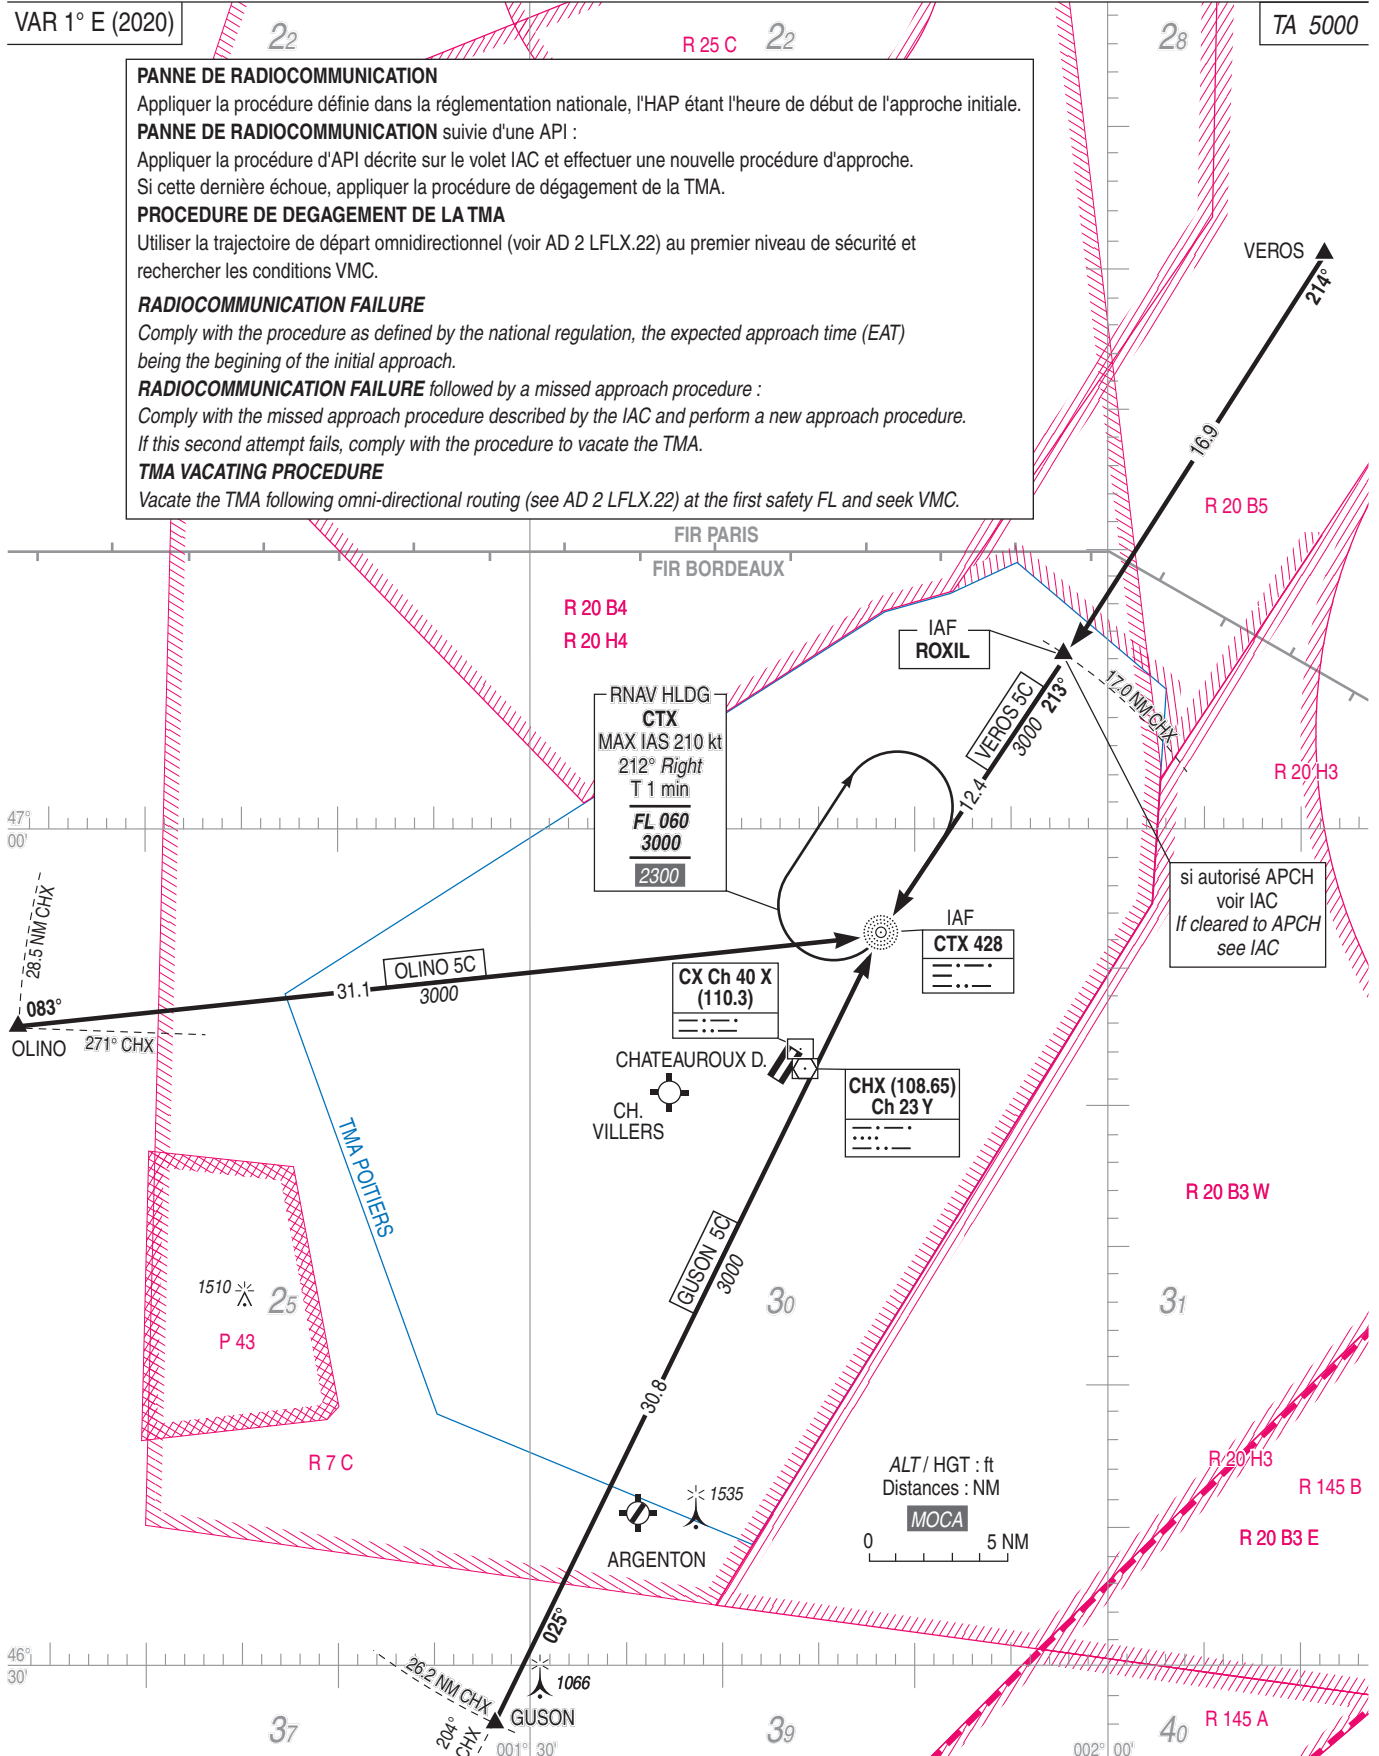 VAR 1° E (2020)
22
R 25 C
22
28
TA 5000
PANNE DE RADIOCOMMUNICATION
Appliquer la procédure définie dans la réglementation nationale, l'HAP étant l'heure de début de l'approche initiale.
PANNE DE RADIOCOMMUNICATION suivie d'une API :
Appliquer la procédure d'API décrite sur le volet IAC et effectuer une nouvelle procédure d'approche.
Si cette dernière échoue, appliquer la procédure de dégagement de la TMA.
PROCEDURE DE DEGAGEMENT DE LA TMA
Utiliser la trajectoire de départ omnidirectionnel (voir AD 2 LFLX.22) au premier niveau de sécurité et
rechercher les conditions VMC.
RADIOCOMMUNICATION FAILURE
Comply with the procedure as defined by the national regulation, the expected approach time (EAT)
being the begining of the initial approach.
RADIOCOMMUNICATION FAILURE followed by a missed approach procedure :
Comply with the missed approach procedure described by the IAC and perform a new approach procedure.
If this second attempt fails, comply with the procedure to vacate the TMA.
TMA VACATING PROCEDURE
Vacate the TMA following omni-directional routing (see AD 2 LFLX.22) at the first safety FL and seek VMC.
VEROS
214°
16.9
R 20 B5
FIR PARIS
FIR BORDEAUX
R 20 B4
R 20 H4
IAF
ROXIL
17.0 NM CHX
VEROS 5C
213°
3000
12.4
RNAV HLDG
CTX
MAX IAS 210 kt
212° Right
T 1 min
FL 060
3000
2300
R 20 H3
47°
00'
si autorisé APCH
voir IAC
If cleared to APCH
see IAC
28.5 NM CHX
IAF
CTX 428
OLINO 5C
31.1
3000
083°
OLINO
271° CHX
CX Ch 40 X
(110.3)
CHATEAUROUX D.
CHX (108.65)
Ch 23 Y
CH.
VILLERS
TMA POITIERS
R 20 B3 W
GUSON 5C
3000
1510
25
30
31
P 43
30.8
R 7 C
ALT / HGT : ft
Distances : NM
MOCA
0 5 NM
R 20 H3
R 145 B
R 20 B3 E
1535
ARGENTON
025°
46°
30'
26.2 NM CHX
1066
GUSON
204°
CHX
37
001° 30'
39
002° 00'
40
R 145 A